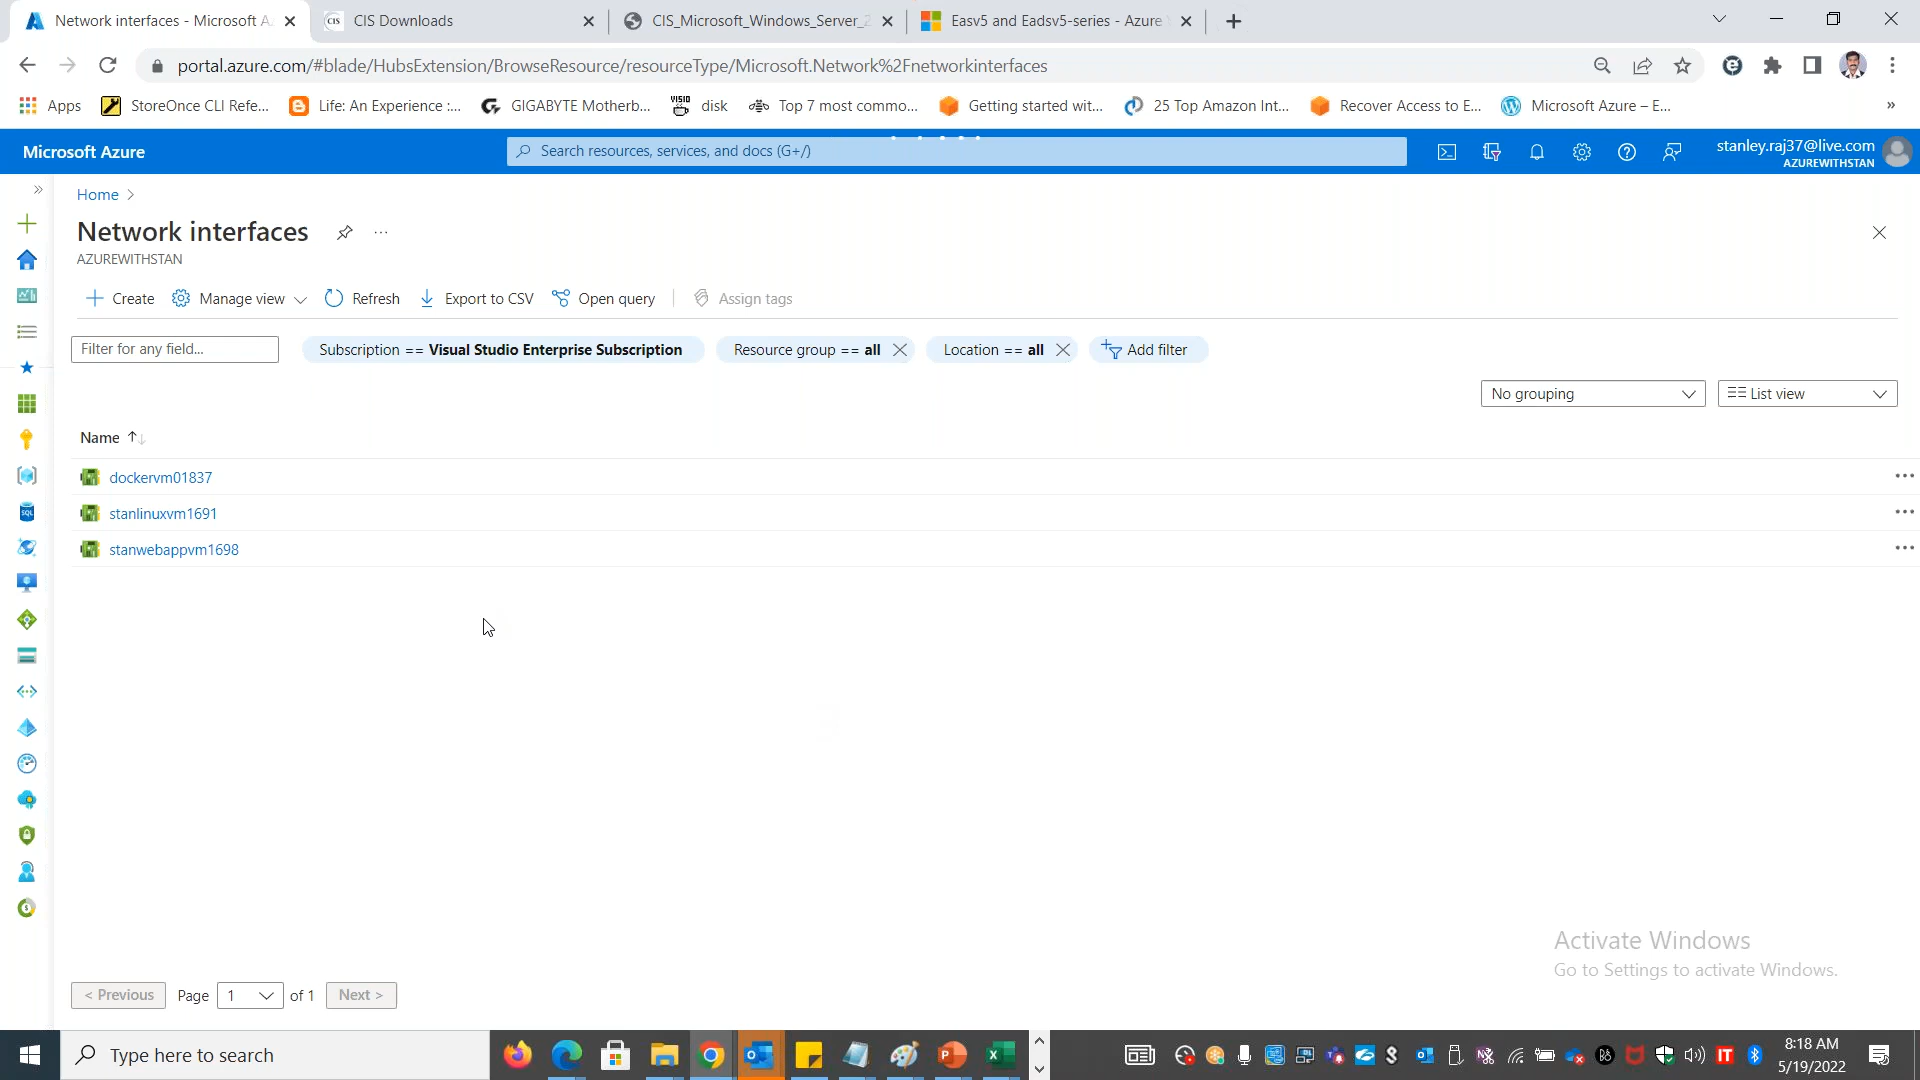 Network interfaces - Microsoft A
CIS Downloads
CIS_Microsoft_Windows_Server_2
Easv5 and Eadsv5-series - Azure
portal.azure.com/#blade/HubsExtension/BrowseResource/resourceType/Microsoft.Network%2Fnetworkinterfaces
Apps
StoreOnce CLI Refe...
Life: An Experience :...
GIGABYTE Motherb...
VISIO
disk
Top 7 most commo...
Getting started wit...
25 Top Amazon Int...
Recover Access to E...
Microsoft Azure – E...
»
Microsoft Azure
Search resources, services, and docs (G+/)
stanley.raj37@live.com
AZUREWITHSTAN
Home >
Network interfaces
AZUREWITHSTAN
Create
Manage view
Refresh
Export to CSV
Open query
Assign tags
Filter for any field...
Subscription == Visual Studio Enterprise Subscription
Resource group == all
Location == all
Add filter
No grouping
List view
Name
dockervm01837
stanlinuxvm1691
stanwebappvm1698
Activate Windows
Go to Settings to activate Windows.
< Previous
Page
1
of 1
Next >
Type here to search
8:18 AM
5/19/2022